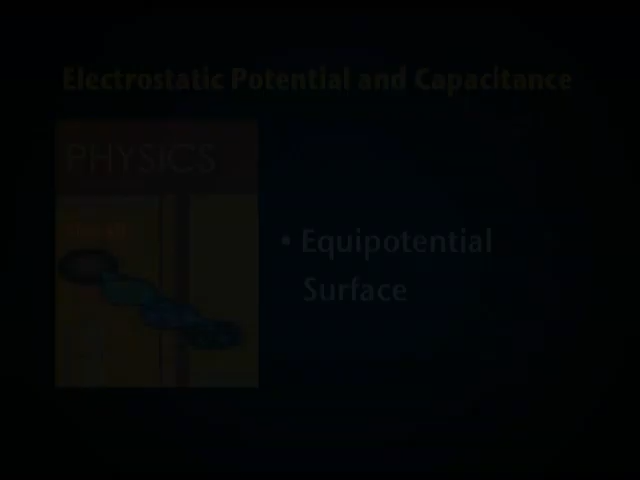 Electrostatic Potential and Capacitance
PHYSICS
• Equipotential
Surface